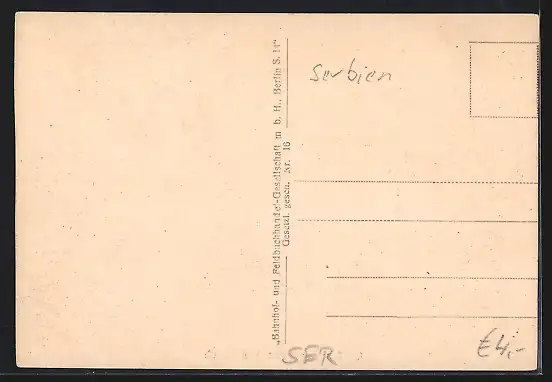 Serbien
„Bahnhof- und Feldbuchhandel-Gesellschaft m b. H., Berlin S. 14"
Gesetzl. gesch. Nr. 16
SER
€4,-